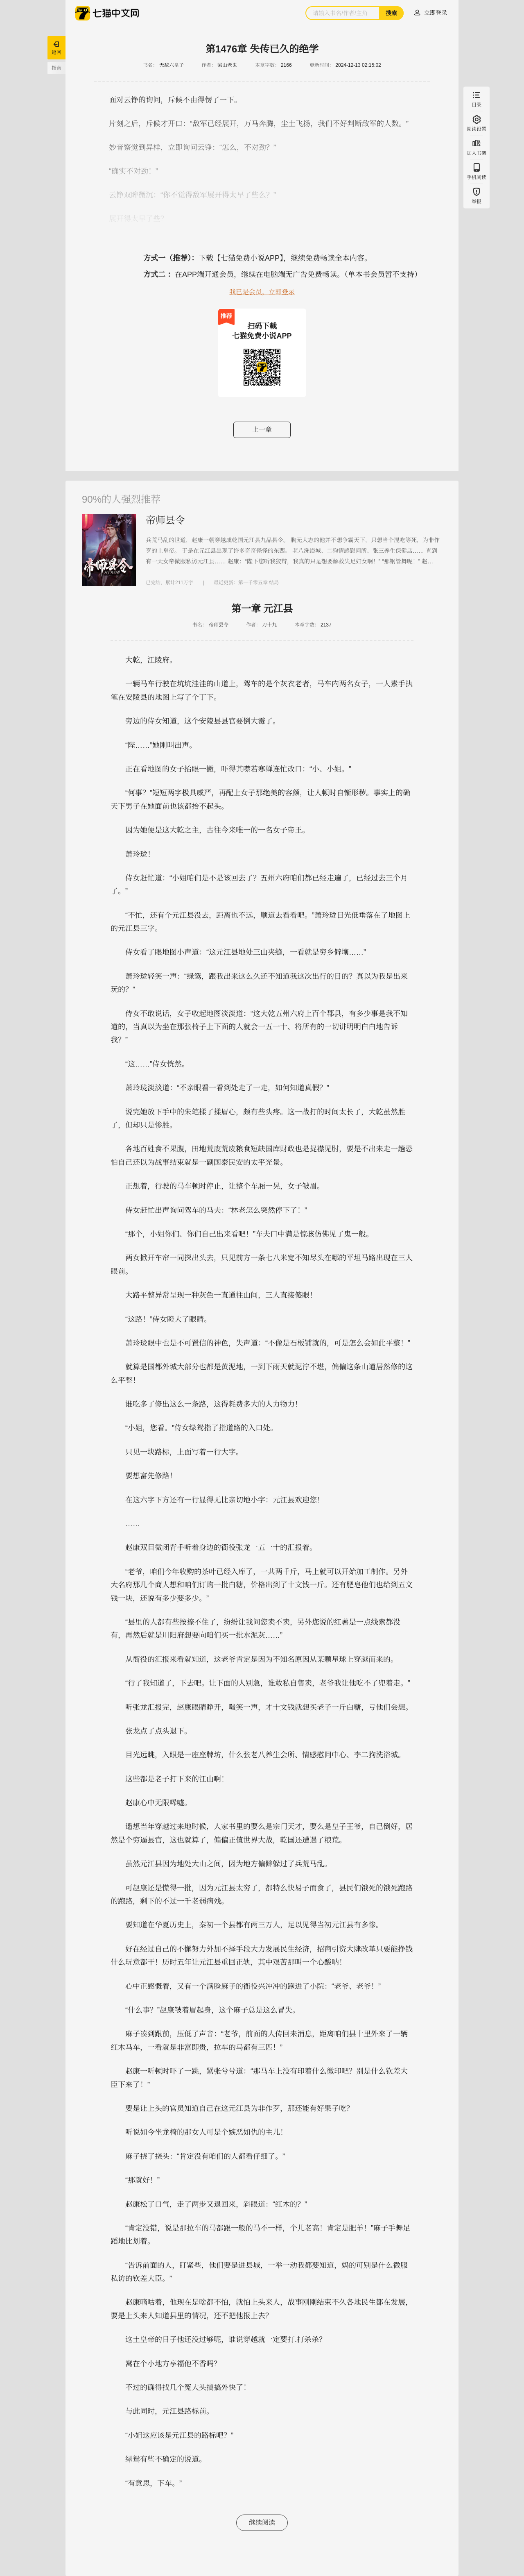 七猫中文网
请输入书名/作者/主角
搜索
立即登录
返回
指南
目录
阅读设置
加入书架
手机阅读
举报
第1476章 失传已久的绝学
书名： 无敌六皇子 作者： 梁山老鬼 本章字数： 2166 更新时间： 2024-12-13 02:15:02
面对云铮的询问，斥候不由得愣了一下。
片刻之后，斥候才开口：“敌军已经展开，万马奔腾，尘土飞扬，我们不好判断敌军的人数。”
妙音察觉到异样，立即询问云铮：“怎么，不对劲？”
“确实不对劲！”
云铮双眸微沉：“你不觉得敌军展开得太早了些么？”
展开得太早了些？
方式一（推荐）：下载【七猫免费小说APP】，继续免费畅读全本内容。
方式二： 在APP端开通会员，继续在电脑端无广告免费畅读。（单本书会员暂不支持）
我已是会员，立即登录
推荐
扫码下载
七猫免费小说APP
上一章
90%的人强烈推荐
帝师县令
帝师县令
兵荒马乱的世道，赵康一朝穿越成乾国元江县九品县令。 胸无大志的他并不想争霸天下，只想当个混吃等死，为非作
歹的土皇帝。 于是在元江县出现了许多奇奇怪怪的东西。 老八洗浴城，二狗情感慰问所，张三养生保健店…… 直到
有一天女帝微服私访元江县…… 赵康：“陛下您听我狡辩，我真的只是想要解救失足妇女啊！” “那钢管舞呢！” 赵…
第一章 元江县
书名： 帝师县令 作者： 方十九 本章字数： 2137
大乾，江陵府。
一辆马车行驶在坑坑洼洼的山道上，驾车的是个灰衣老者，马车内两名女子，一人素手执
笔在安陵县的地图上写了个丁下。
旁边的侍女知道，这个安陵县县官要倒大霉了。
“陛……”她刚叫出声。
正在看地图的女子抬眼一撇，吓得其噤若寒蝉连忙改口：“小、小姐。”
“何事？”短短两字极具威严，再配上女子那绝美的容颜，让人顿时自惭形秽。事实上的确
天下男子在她面前也该都抬不起头。
因为她便是这大乾之主，古往今来唯一的一名女子帝王。
萧玲珑！
侍女赶忙道：“小姐咱们是不是该回去了？五州六府咱们都已经走遍了，已经过去三个月
了。”
“不忙，还有个元江县没去，距离也不远，顺道去看看吧。”萧玲珑目光低垂落在了地图上
的元江县三字。
侍女看了眼地图小声道：“这元江县地处三山夹缝，一看就是穷乡僻壤……”
萧玲珑轻笑一声：“绿鸳，跟我出来这么久还不知道我这次出行的目的？真以为我是出来
玩的？”
侍女不敢说话，女子收起地图淡淡道：“这大乾五州六府上百个郡县，有多少事是我不知
道的，当真以为坐在那张椅子上下面的人就会一五一十、将所有的一切讲明明白白地告诉
我？”
“这……”侍女恍然。
萧玲珑淡淡道：“不亲眼看一看到处走了一走，如何知道真假？”
说完她放下手中的朱笔揉了揉眉心，颇有些头疼。这一战打的时间太长了，大乾虽然胜
了，但却只是惨胜。
各地百姓食不果腹，田地荒废荒废粮食短缺国库财政也是捉襟见肘，要是不出来走一趟恐
怕自己还以为战事结束就是一副国泰民安的太平光景。
正想着，行驶的马车顿时停止，让整个车厢一晃，女子皱眉。
侍女赶忙出声询问驾车的马夫：“林老怎么突然停下了！”
“那个，小姐你们、你们自己出来看吧！”车夫口中满是惊骇仿佛见了鬼一般。
两女掀开车帘一同探出头去，只见前方一条七八米宽不知尽头在哪的平坦马路出现在三人
眼前。
大路平整异常呈现一种灰色一直通往山间，三人直接傻眼！
“这路！”侍女瞪大了眼睛。
萧玲珑眼中也是不可置信的神色，失声道：“不像是石板铺就的，可是怎么会如此平整！”
就算是国都外城大部分也都是黄泥地，一到下雨天就泥泞不堪，偏偏这条山道居然修的这
么平整！
谁吃多了修出这么一条路，这得耗费多大的人力物力！
“小姐，您看。”侍女绿鸳指了指道路的入口处。
只见一块路标，上面写着一行大字。
要想富先修路！
在这六字下方还有一行显得无比亲切地小字：元江县欢迎您！
……
赵康双目微闭背手听着身边的衙役张龙一五一十的汇报着。
“老爷，咱们今年收购的茶叶已经入库了，一共两千斤，马上就可以开始加工制作。另外
大名府那几个商人想和咱们订购一批白糖，价格出到了十文钱一斤。还有肥皂他们也给到五文
钱一块，还说有多少要多少。”
“县里的人都有些按捺不住了，纷纷让我问您卖不卖，另外您说的红薯是一点线索都没
有，再然后就是川阳府想要向咱们买一批水泥灰……”
从衙役的汇报来看就知道，这老爷肯定是因为不知名原因从某颗星球上穿越而来的。
“行了我知道了，下去吧。让下面的人别急，谁敢私自售卖，老爷我让他吃不了兜着走。”
听张龙汇报完，赵康眼睛睁开，嗤笑一声，才十文钱就想买老子一斤白糖，亏他们会想。
张龙点了点头退下。
目光远眺，入眼是一座座牌坊，什么张老八养生会所、情感慰问中心、李二狗洗浴城。
这些都是老子打下来的江山啊！
赵康心中无限唏嘘。
遥想当年穿越过来地时候，人家书里的要么是宗门天才，要么是皇子王爷，自己倒好，居
然是个穷逼县官，这也就算了，偏偏正值世界大战，乾国还遭遇了粮荒。
虽然元江县因为地处大山之间，因为地方偏僻躲过了兵荒马乱。
可赵康还是慌得一批，因为元江县太穷了，都特么快易子而食了，县民们饿死的饿死跑路
的跑路，剩下的不过一千老弱病残。
要知道在华夏历史上，秦初一个县都有两三万人，足以见得当初元江县有多惨。
好在经过自己的不懈努力外加不择手段大力发展民生经济，招商引资大肆改革只要能挣钱
什么玩意都干！历时五年让元江县重回正轨，其中艰苦那叫一个心酸呐！
心中正感慨着，又有一个满脸麻子的衙役兴冲冲的跑进了小院：“老爷、老爷！”
“什么事？”赵康皱着眉起身，这个麻子总是这么冒失。
麻子凑到跟前，压低了声音：“老爷，前面的人传回来消息，距离咱们县十里外来了一辆
红木马车，一看就是非富即贵，拉车的马都有三匹！”
赵康一听顿时吓了一跳，紧张兮兮道：“那马车上没有印着什么徽印吧？别是什么钦差大
臣下来了！”
要是让上头的官员知道自己在这元江县为非作歹，那还能有好果子吃？
听说如今坐龙椅的那女人可是个嫉恶如仇的主儿！
麻子挠了挠头：“肯定没有咱们的人都看仔细了。”
“那就好！”
赵康松了口气，走了两步又退回来，斜眼道：“红木的？”
“肯定没错，说是那拉车的马都跟一般的马不一样，个儿老高！肯定是肥羊！”麻子手舞足
蹈地比划着。
“告诉前面的人，盯紧些，他们要是进县城，一举一动我都要知道，妈的可别是什么微服
私访的钦差大臣。”
赵康嘀咕着，他现在是啥都不怕，就怕上头来人，故事刚刚结束不久各地民生都在发展，
要是上头来人知道县里的情况，还不把他报上去？
这土皇帝的日子他还没过够呢，谁说穿越就一定要打.打杀杀？
窝在个小地方享福他不香吗？
不过的确得找几个冤大头搞搞外快了！
与此同时，元江县路标前。
“小姐这应该是元江县的路标吧？”
绿鸳有些不确定的说道。
“有意思，下车。”
继续阅读